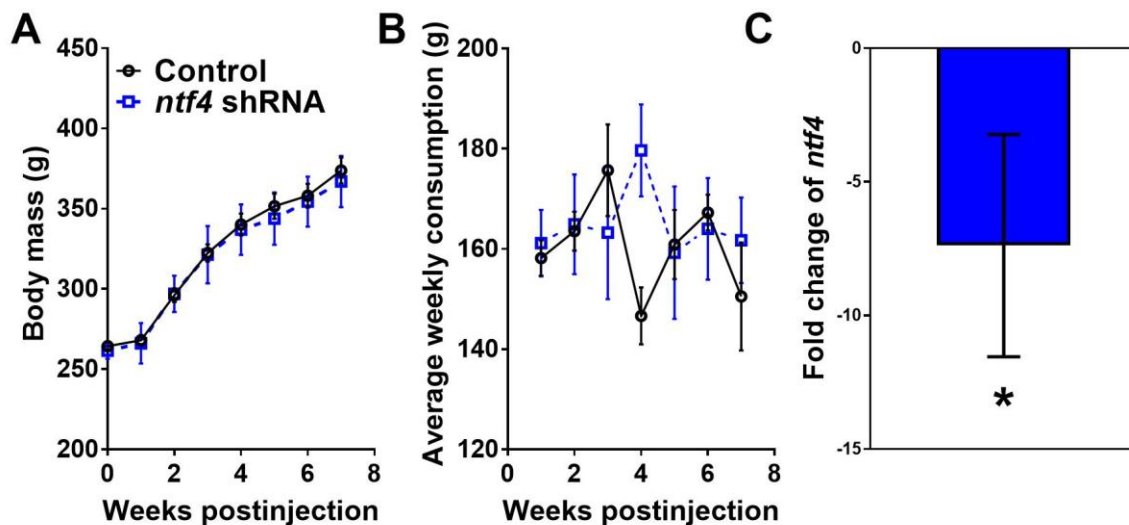 A
450
400
350
300
250
200
0
2
4
6
8
Body mass (g)
Weeks postinjection
Control
ntf4 shRNA
B
200
180
160
140
120
0
2
4
6
8
Average weekly consumption (g)
Weeks postinjection
C
0
-5
-10
-15
Fold change of ntf4
*